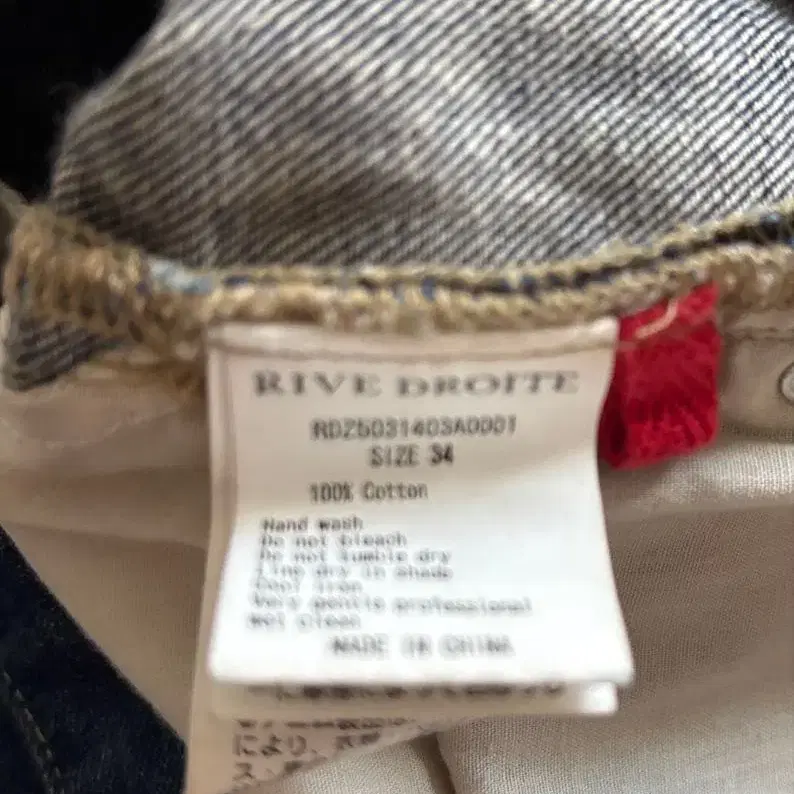 RIVE DROITE
RDZ5031403A0001
SIZE 34
100% Cotton
Hand wash
Do not bleach
Do not tumble dry
Line dry in shade
Cool iron
Very gentle professional
Wet clean
MADE IN CHINA
により、